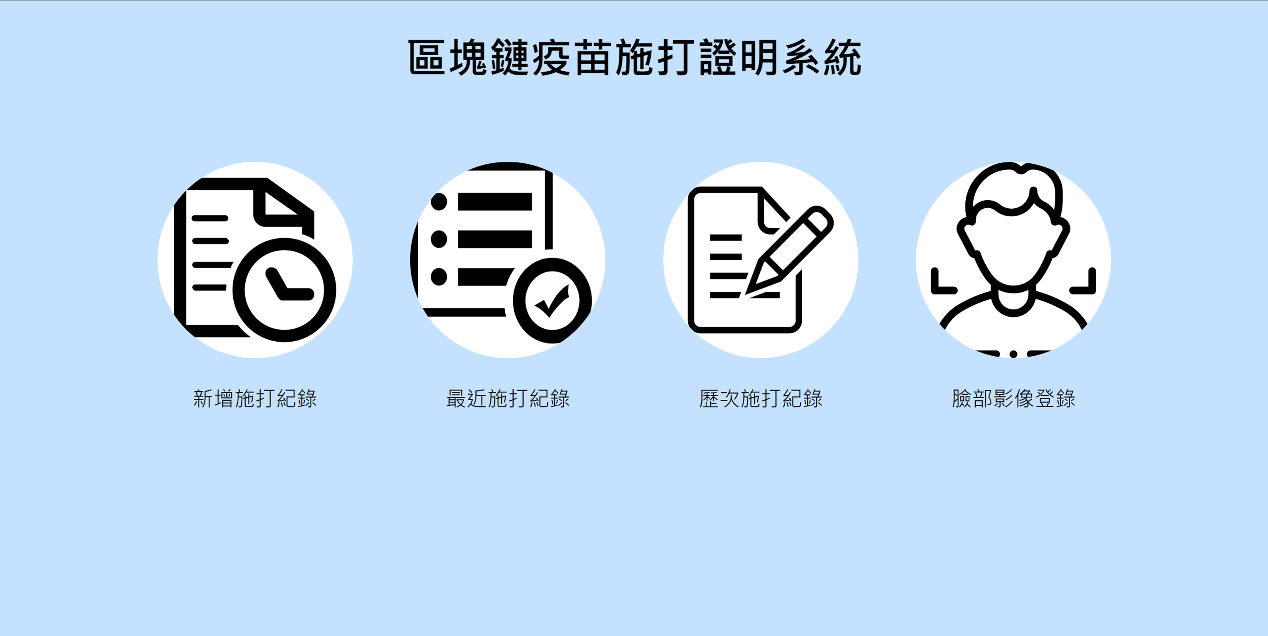 區塊鏈疫苗施打證明系統
新增施打紀錄
最近施打紀錄
歷次施打紀錄
臉部影像登錄